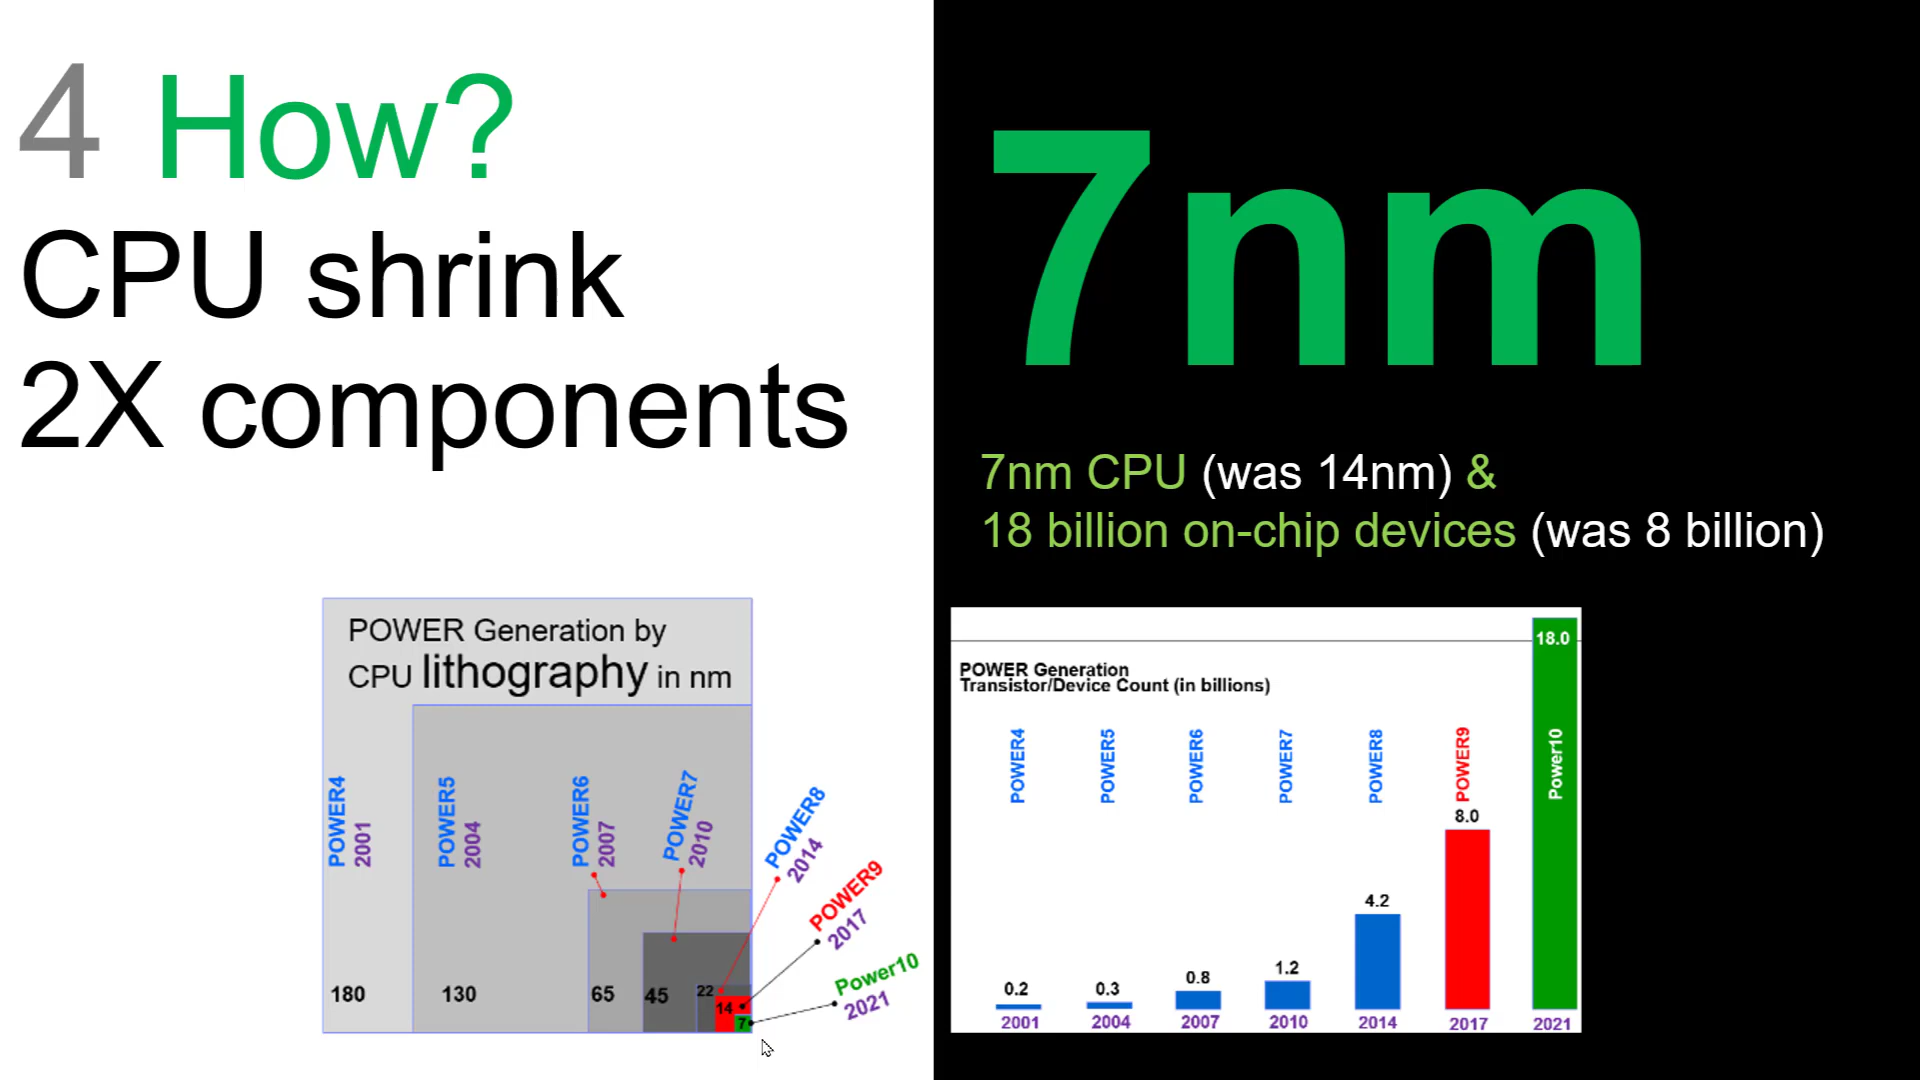 4 How?
CPU shrink
2X components
7nm
7nm CPU (was 14nm) &
18 billion on-chip devices (was 8 billion)
POWER Generation by
CPU lithography in nm
POWER4
2001
POWER5
2004
POWER6
2007
POWER7
2010
POWER8
2014
POWER9
2017
Power10
2021
180
130
65
45
22
14
7
POWER Generation
Transistor/Device Count (in billions)
POWER4
POWER5
POWER6
POWER7
POWER8
POWER9
Power10
0.2
0.3
0.8
1.2
4.2
8.0
18.0
2001
2004
2007
2010
2014
2017
2021